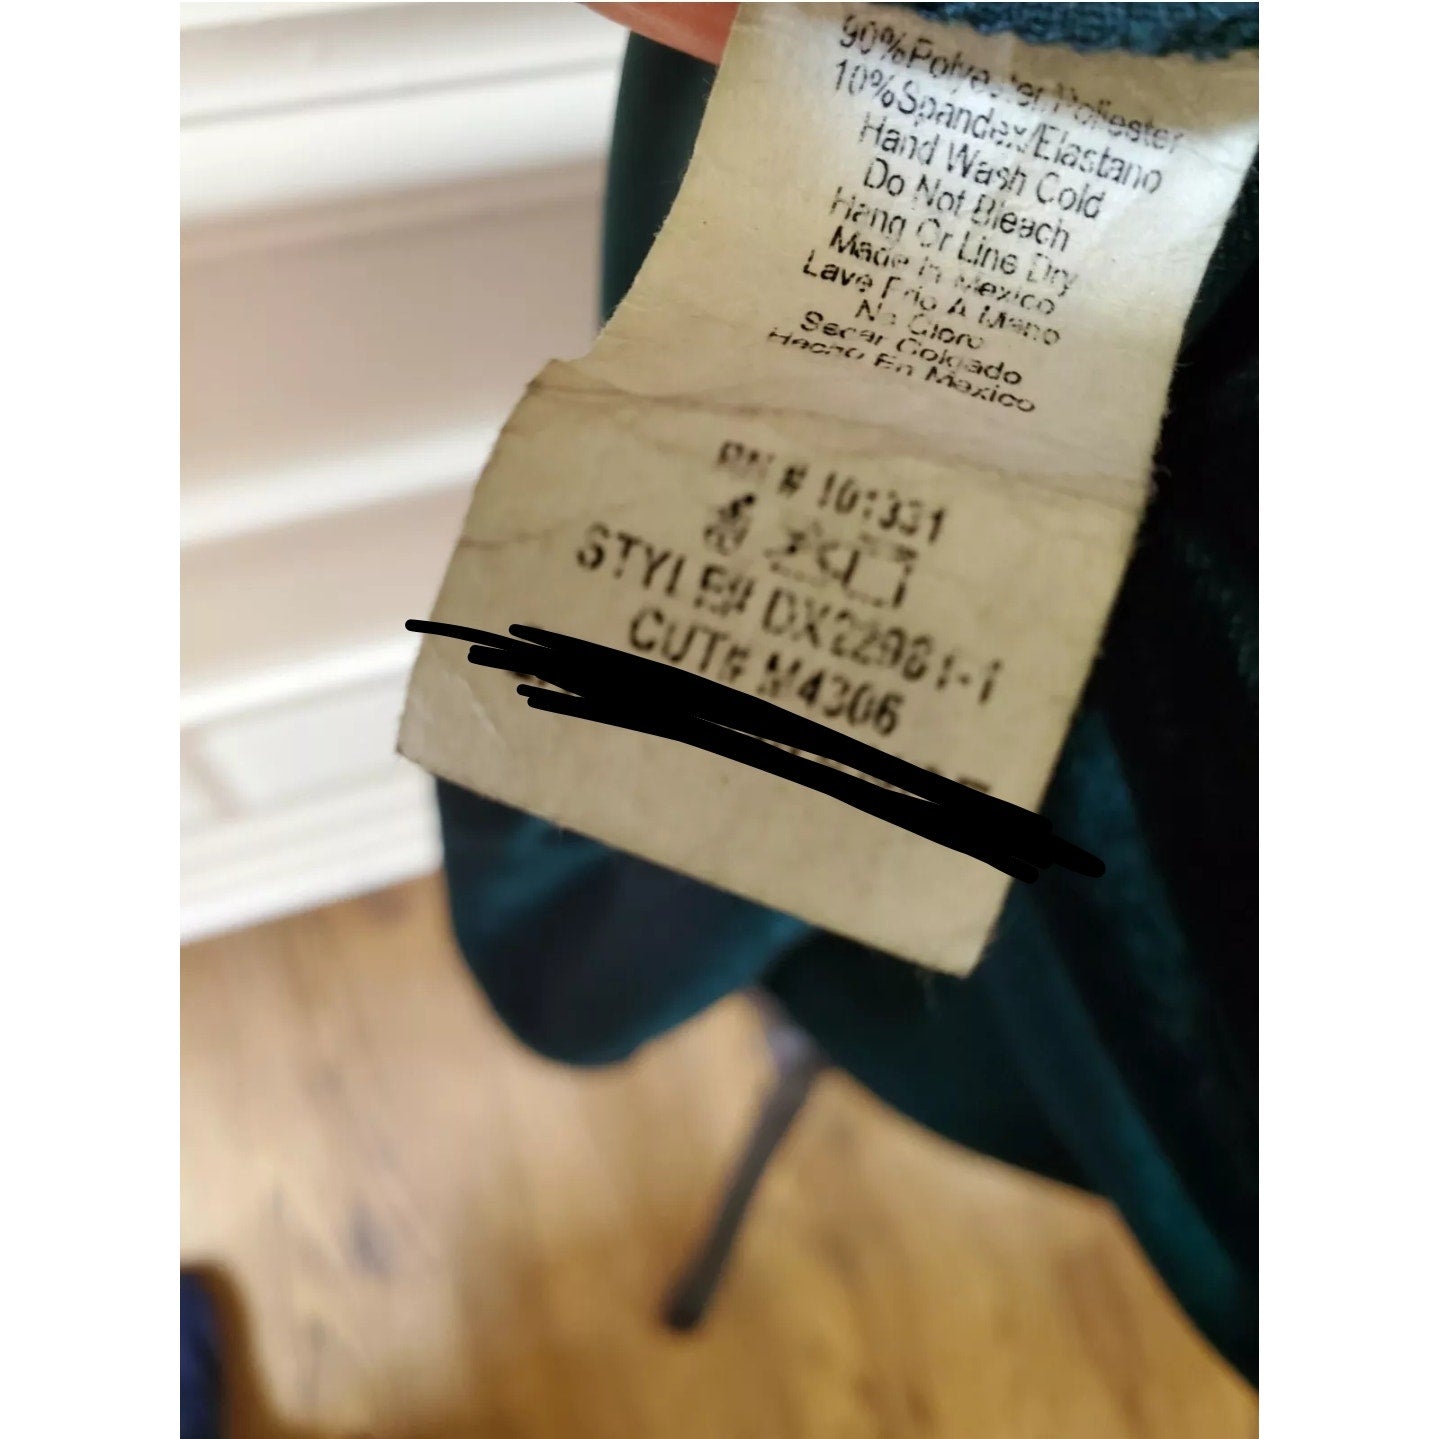 90%Polyester/Poliester
10%Spandex/Elastano
Hand Wash Cold
Do Not Bleach
Hang Or Line Dry
Made In Mexico
Lave Frio A Mano
No Cloro
Secar Colgado
Hecho En Mexico
RN # 101331
STYLE# DX22981-1
CUT# M4306